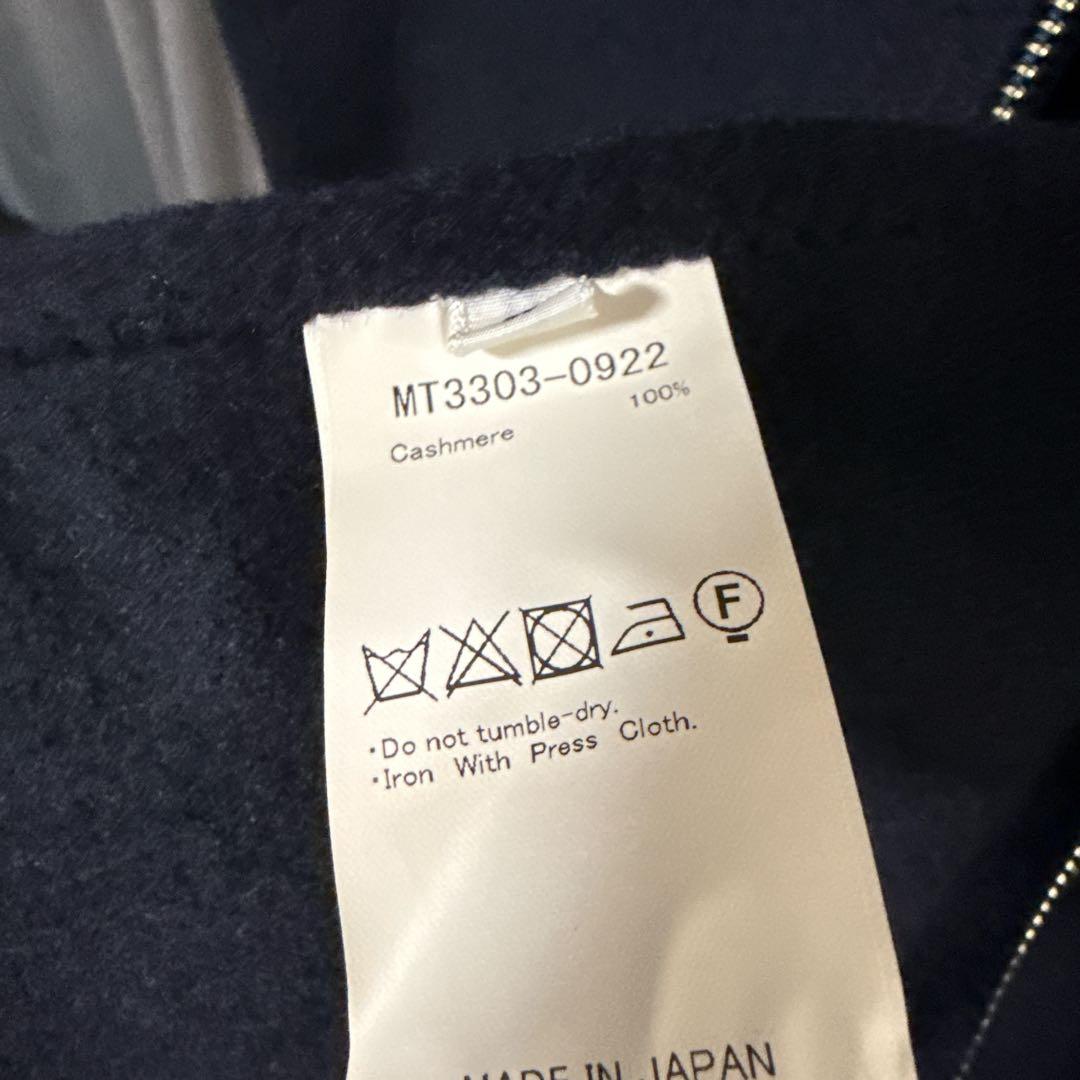 MT3303-0922
Cashmere 100%
F
·Do not tumble-dry.
·Iron With Press Cloth.
MADE IN JAPAN